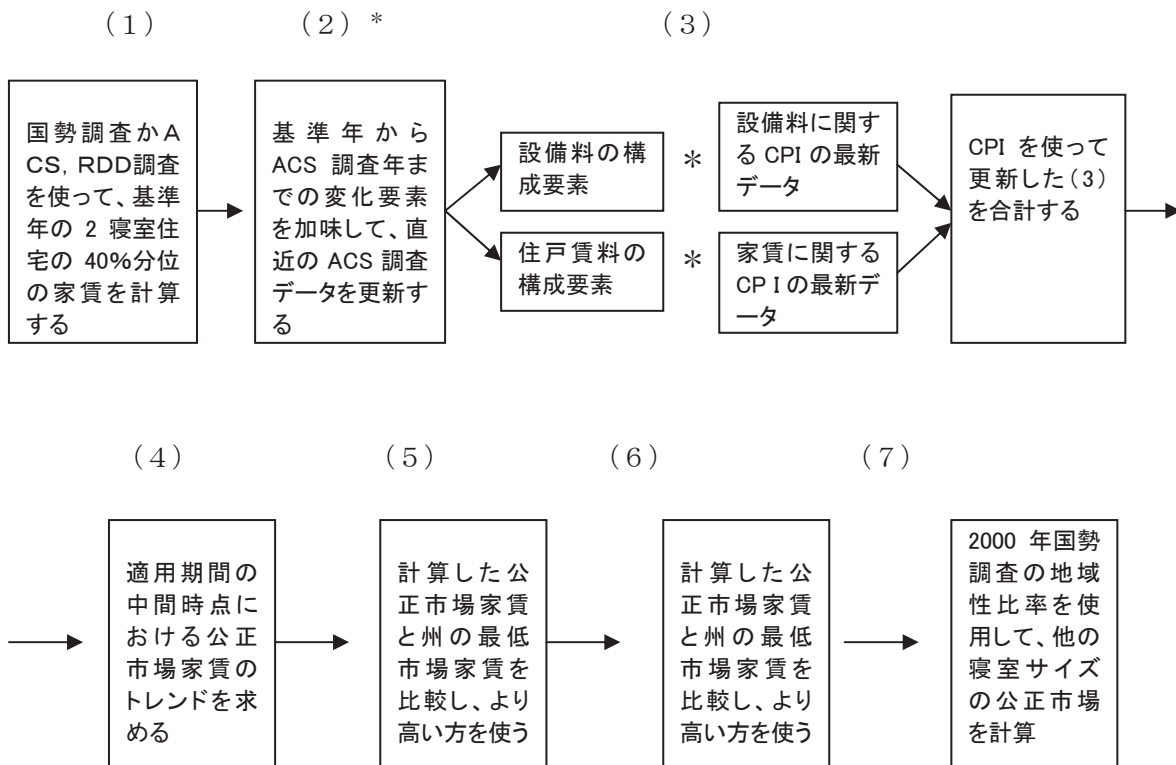 （１）
（２）*
（３）
国勢調査かA
CS, RDD調査
を使って、基準
年の 2 寝室住
宅の 40%分位
の家賃を計算
する
基準年から
ACS 調査年ま
での変化要素
を加味して、直
近の ACS 調査
データを更新す
る
設備料の構
成要素
*
設備料に関す
る CPI の最新
データ
住戸賃料の
構成要素
*
家賃に関する
CP I の最新デ
ータ
CPI を使って
更新した(3)
を合計する
（４）
（５）
（６）
（７）
適用期間の
中間時点に
おける公正
市場家賃の
トレンドを求
める
計算した公
正市場家賃
と州の最低
市場家賃を
比較し、より
高い方を使う
計算した公
正市場家賃
と州の最低
市場家賃を
比較し、より
高い方を使う
2000 年国勢
調査の地域
性比率を使
用して、他の
寝室サイズ
の公正市場
を計算